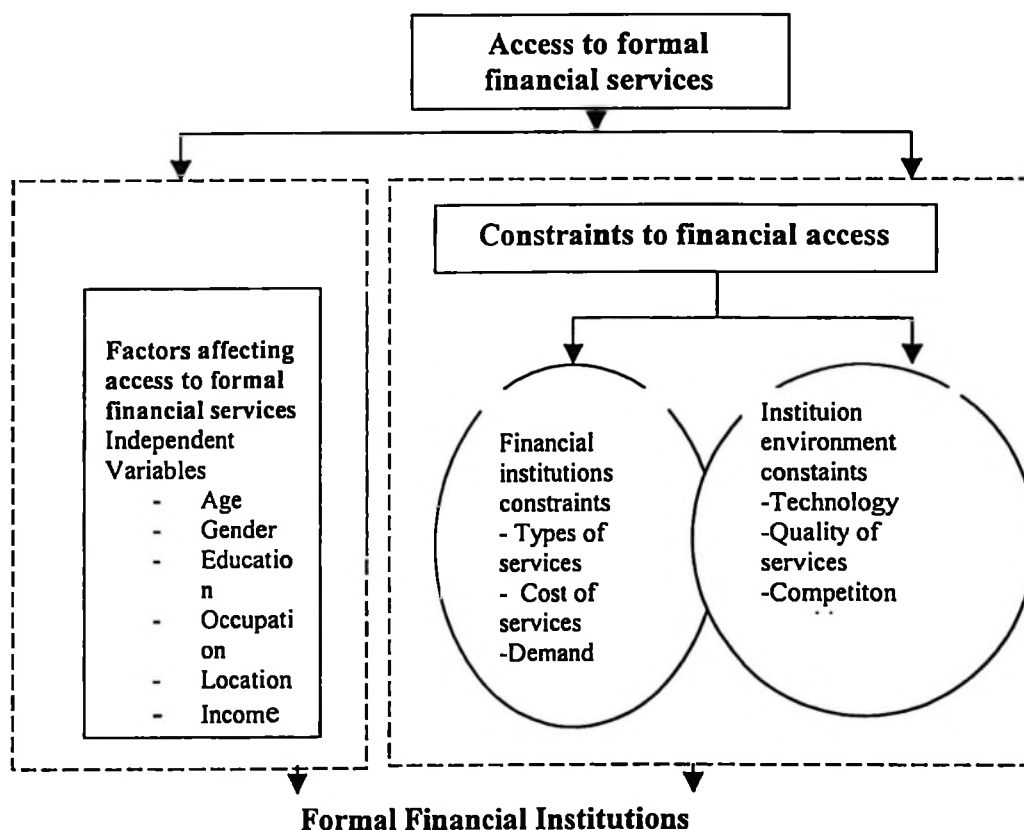 Access to formal
financial services
Constraints to financial access
Factors affecting
access to formal
financial services
Independent
Variables
- Age
- Gender
- Educatio
n
- Occupati
on
- Location
- Income
Financial
institutions
constraints
- Types of
services
- Cost of
services
-Demand
Instituion
environment
constaints
-Technology
-Quality of
services
-Competiton
Formal Financial Institutions